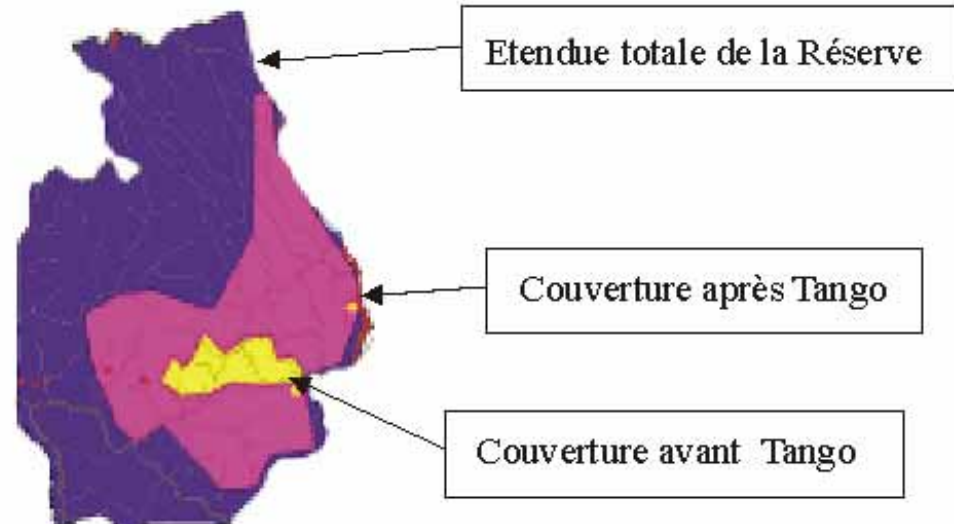 Etendue totale de la Réserve
Couverture après Tango
Couverture avant Tango